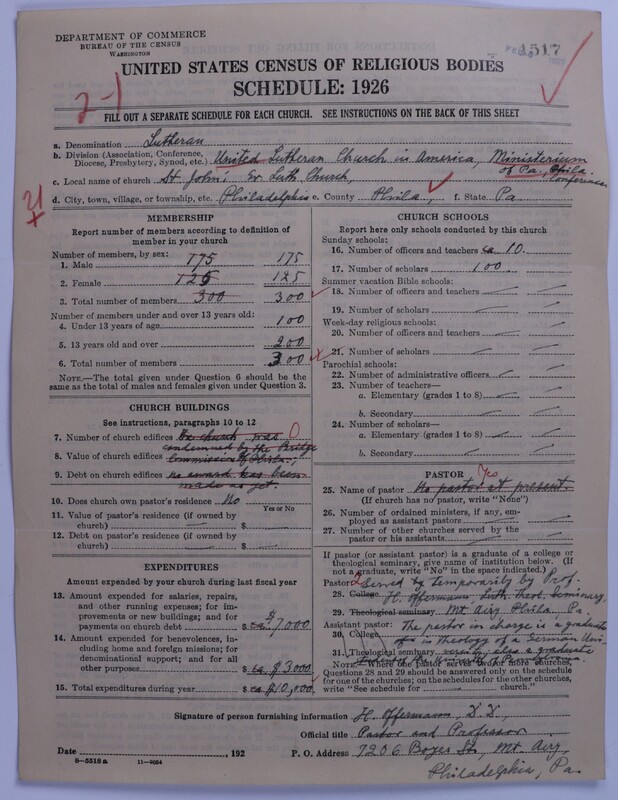 DEPARTMENT OF COMMERCE
BUREAU OF THE CENSUS
WASHINGTON
1517
UNITED STATES CENSUS OF RELIGIOUS BODIES
SCHEDULE: 1926
2-1
FILL OUT A SEPARATE SCHEDULE FOR EACH CHURCH. SEE INSTRUCTIONS ON THE BACK OF THIS SHEET
a. Denomination Lutheran
b. Division (Association, Conference, Diocese, Presbytery, Synod, etc.) United Lutheran Church in America, Ministerium of Pa, Phila. Conference
c. Local name of church St John's Ev Luth. Church,
d. City, town, village, or township, etc. Philadelphia e. County Phila, f. State Pa.
MEMBERSHIP
Report number of members according to definition of member in your church
Number of members, by sex:
1. Male 175 175
2. Female 125 125
3. Total number of members 300 300
Number of members under and over 13 years old:
4. Under 13 years of age 100
5. 13 years old and over 200
6. Total number of members 300
NOTE.—The total given under Question 6 should be the same as the total of males and females given under Question 3.
CHURCH BUILDINGS
See instructions, paragraphs 10 to 12
7. Number of church edifices The church was 0
8. Value of church edifices condemned by the Bridge Commission of Phila.;
9. Debt on church edifices no award has been made as yet.
10. Does church own pastor's residence No
Yes or No
11. Value of pastor's residence (if owned by church) $
12. Debt on pastor's residence (if owned by church) $
EXPENDITURES
Amount expended by your church during last fiscal year
13. Amount expended for salaries, repairs, and other running expenses; for improvements or new buildings; and for payments on church debt $ ca. $7000
14. Amount expended for benevolences, including home and foreign missions; for denominational support; and for all other purposes $ ca. $3000
15. Total expenditures during year $ ca. $10,000
CHURCH SCHOOLS
Report here only schools conducted by this church
Sunday schools:
16. Number of officers and teachers ca 10.
17. Number of scholars 100
Summer vacation Bible schools:
18. Number of officers and teachers
19. Number of scholars
Week-day religious schools:
20. Number of officers and teachers
21. Number of scholars
Parochial schools:
22. Number of administrative officers
23. Number of teachers—
a. Elementary (grades 1 to 8)
b. Secondary
24. Number of scholars—
a. Elementary (grades 1 to 8)
b. Secondary
PASTOR
Yes
25. Name of pastor No pastor at present.
(If church has no pastor, write "None")
26. Number of ordained ministers, if any, employed as assistant pastors
27. Number of other churches served by the pastor or his assistants
If pastor (or assistant pastor) is a graduate of a college or theological seminary, give name of institution below. (If not a graduate, write "No" in the space indicated.)
Pastor: Served by temporarily by Prof.
28. College H. Offermann, Luth. Theol. Seminary,
29. Theological seminary Mt Airy Phila. Pa.
Assistant pastor: The pastor in charge is a graduate
30. College in theology of a German Uni-
31. Theological seminary versity, also a graduate
NOTE.—Where the pastor serves two or more churches, Questions 28 and 29 should be answered only on the schedule for one of the churches; on the schedules for the other churches, write "See schedule for church."
Signature of person furnishing information H. Offermann, D.D.,
Official title Pastor and Professor
Date , 192 P. O. Address 7206 Boyer St., Mt. Airy,
Philadelphia, Pa.
8—5518 a 11—9054